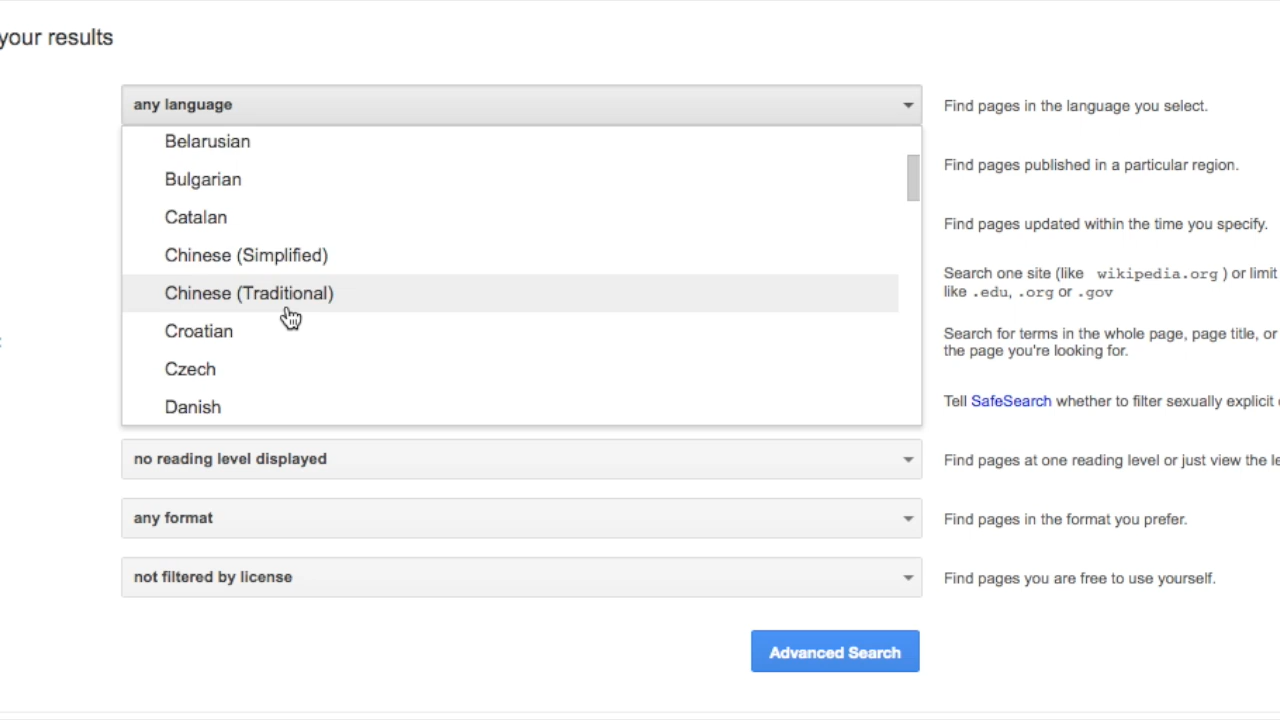 your results
any language
Find pages in the language you select.
Belarusian
Bulgarian
Find pages published in a particular region.
Catalan
Find pages updated within the time you specify.
Chinese (Simplified)
Chinese (Traditional)
Search one site (like wikipedia.org ) or limit
like .edu, .org or .gov
Croatian
Search for terms in the whole page, page title, or
the page you're looking for.
Czech
Danish
Tell SafeSearch whether to filter sexually explicit
no reading level displayed
Find pages at one reading level or just view the
any format
Find pages in the format you prefer.
not filtered by license
Find pages you are free to use yourself.
Advanced Search